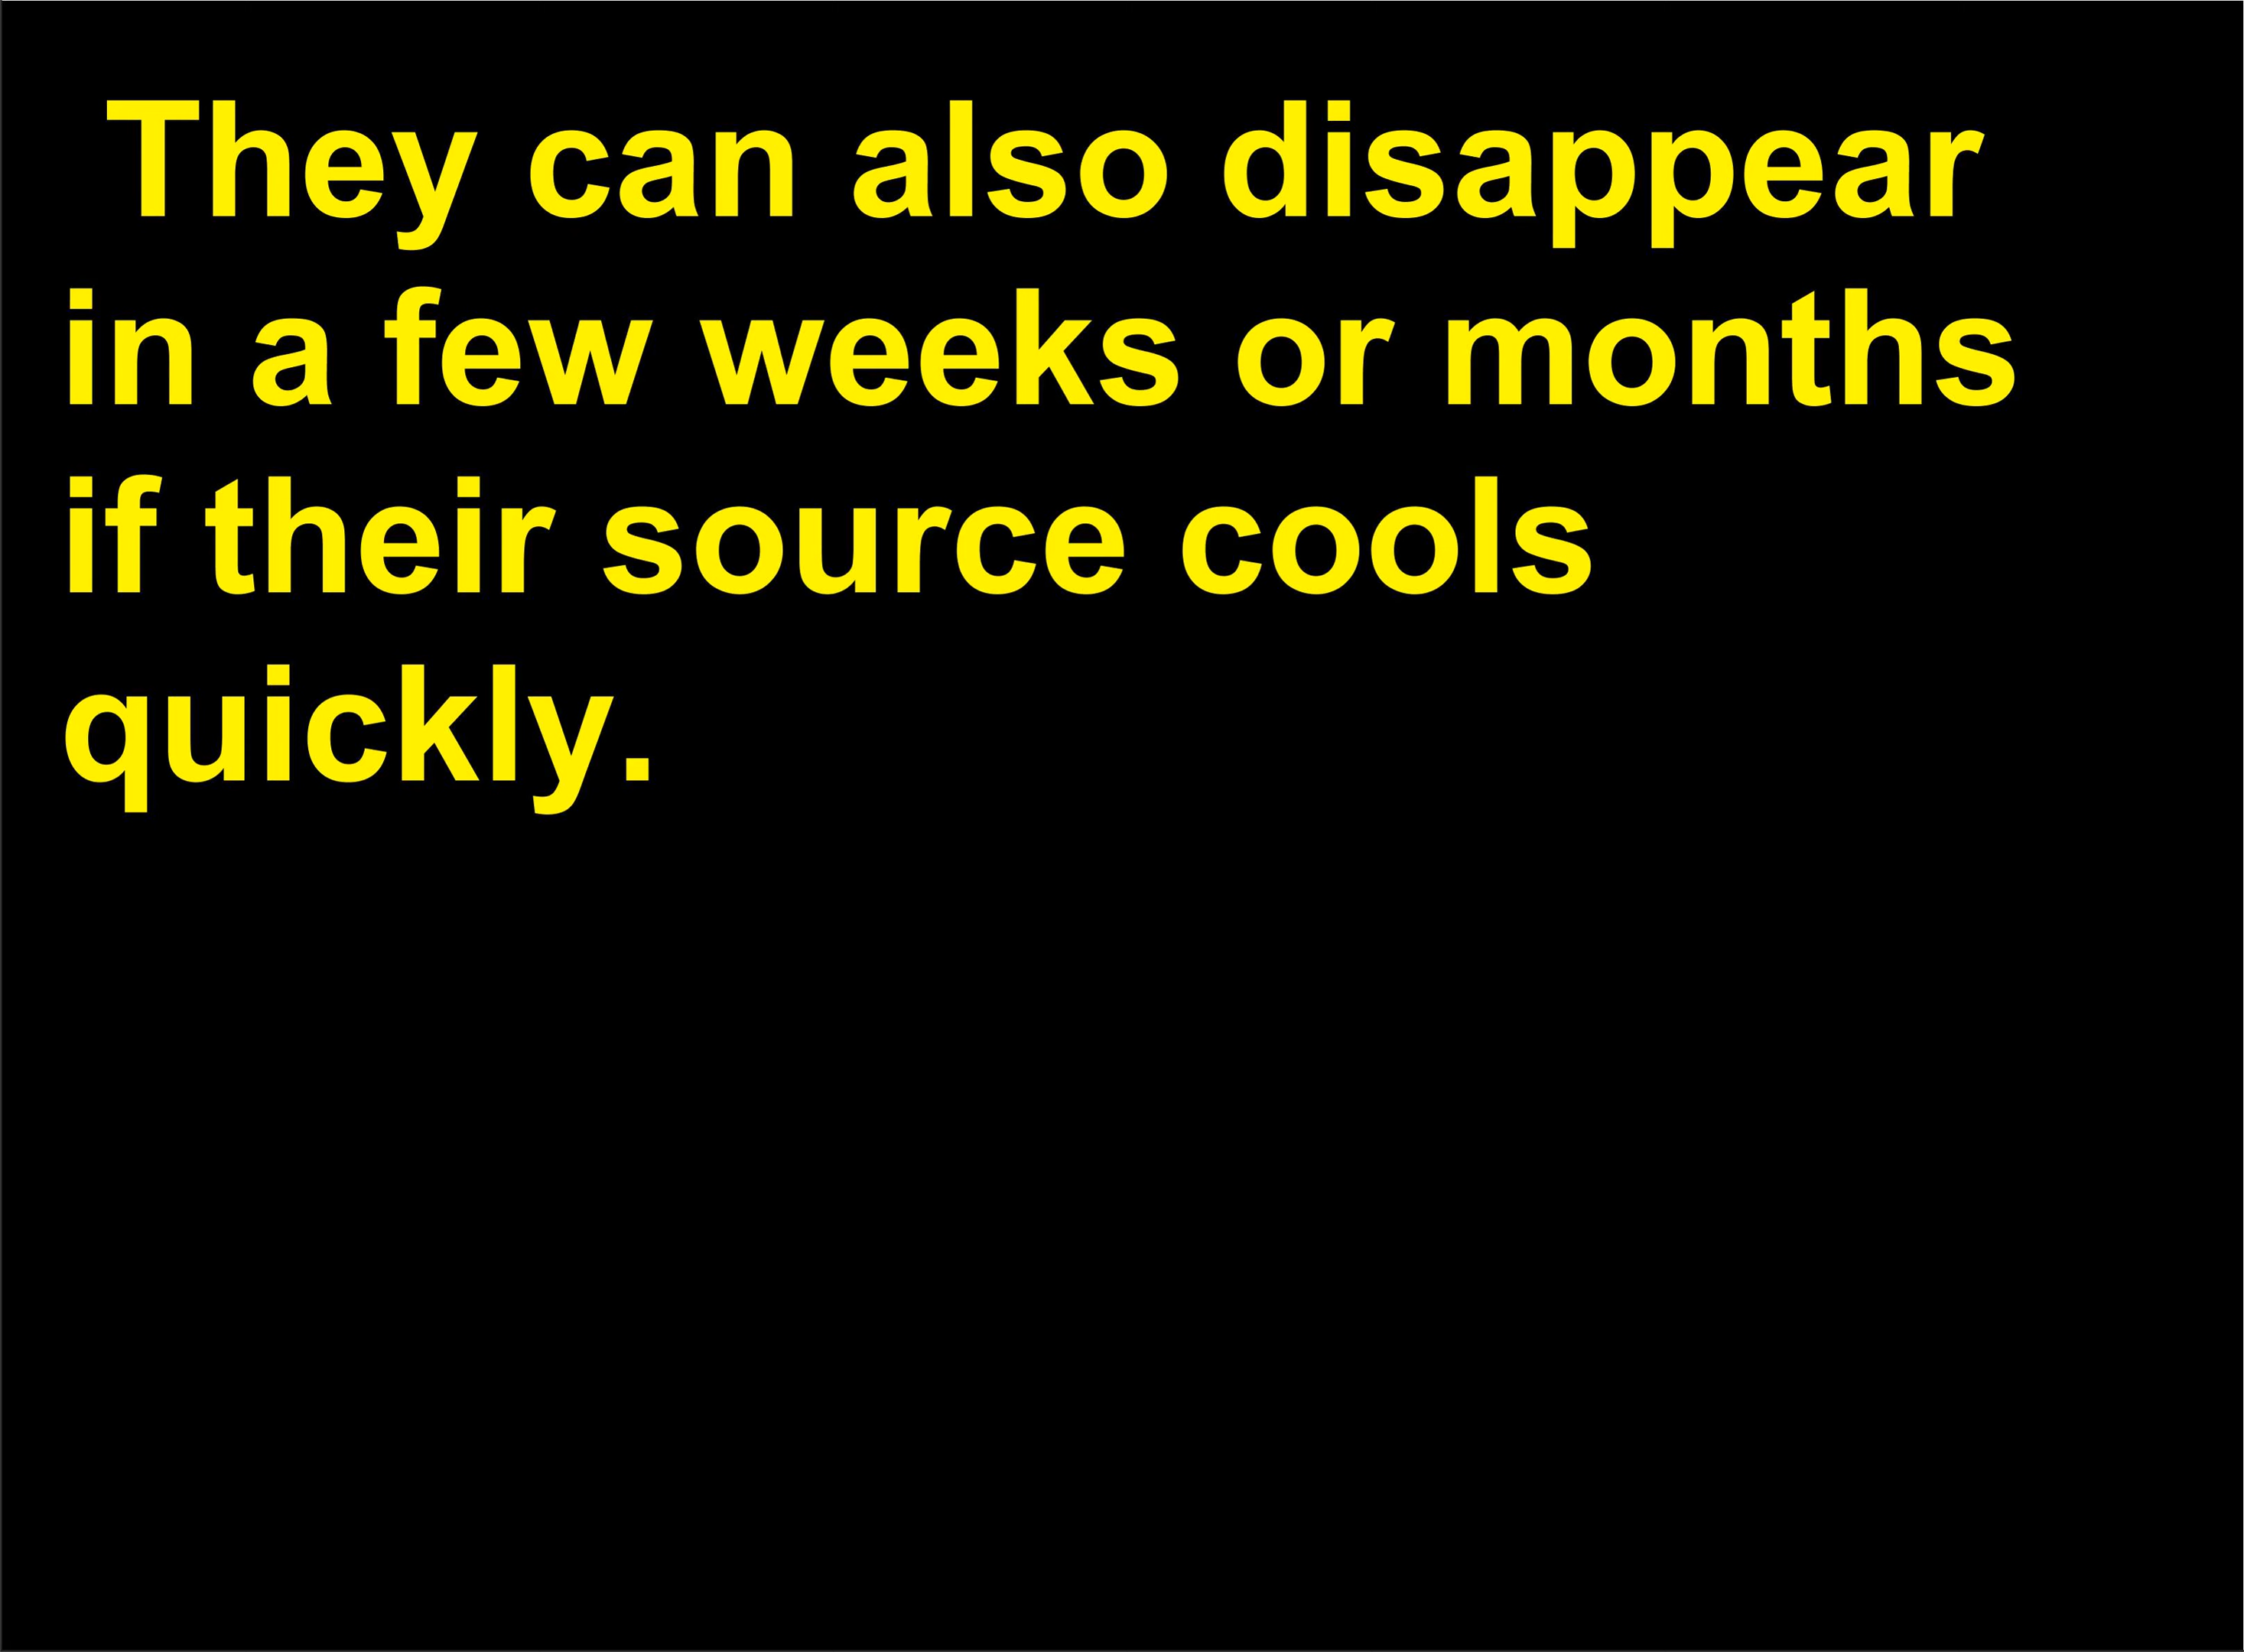 They can also disappear
in a few weeks or months
if their source cools
quickly.